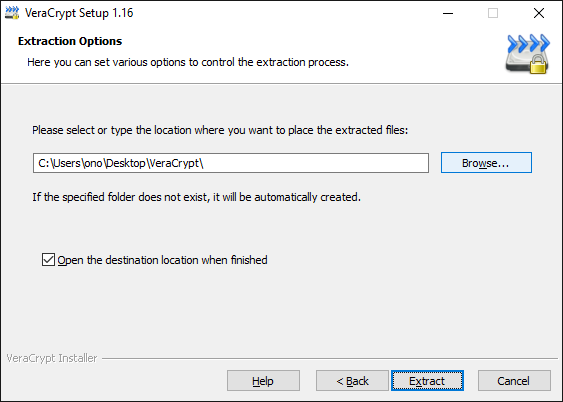 VeraCrypt Setup 1.16
Extraction Options
Here you can set various options to control the extraction process.
Please select or type the location where you want to place the extracted files:
C:\Users\ono\Desktop\VeraCrypt\
Browse...
If the specified folder does not exist, it will be automatically created.
Open the destination location when finished
VeraCrypt Installer
Help
< Back
Extract
Cancel